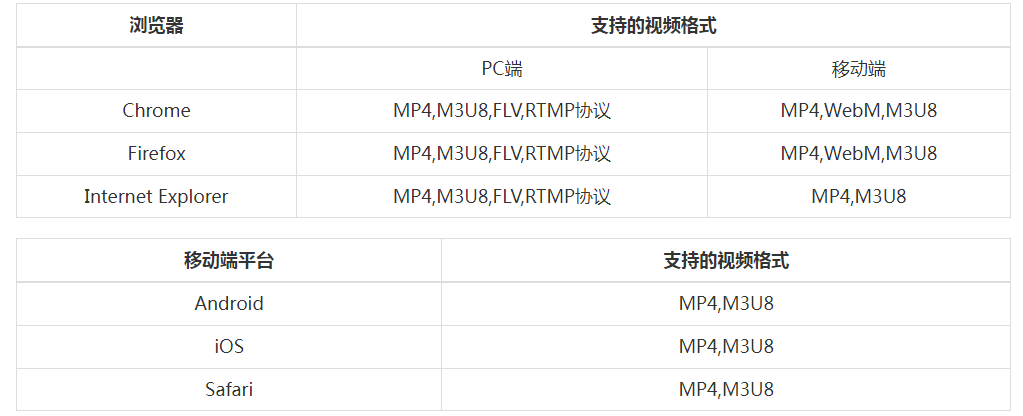 浏览器 支持的视频格式
PC端 移动端
Chrome MP4,M3U8,FLV,RTMP协议 MP4,WebM,M3U8
Firefox MP4,M3U8,FLV,RTMP协议 MP4,WebM,M3U8
Internet Explorer MP4,M3U8,FLV,RTMP协议 MP4,M3U8
移动端平台 支持的视频格式
Android MP4,M3U8
iOS MP4,M3U8
Safari MP4,M3U8